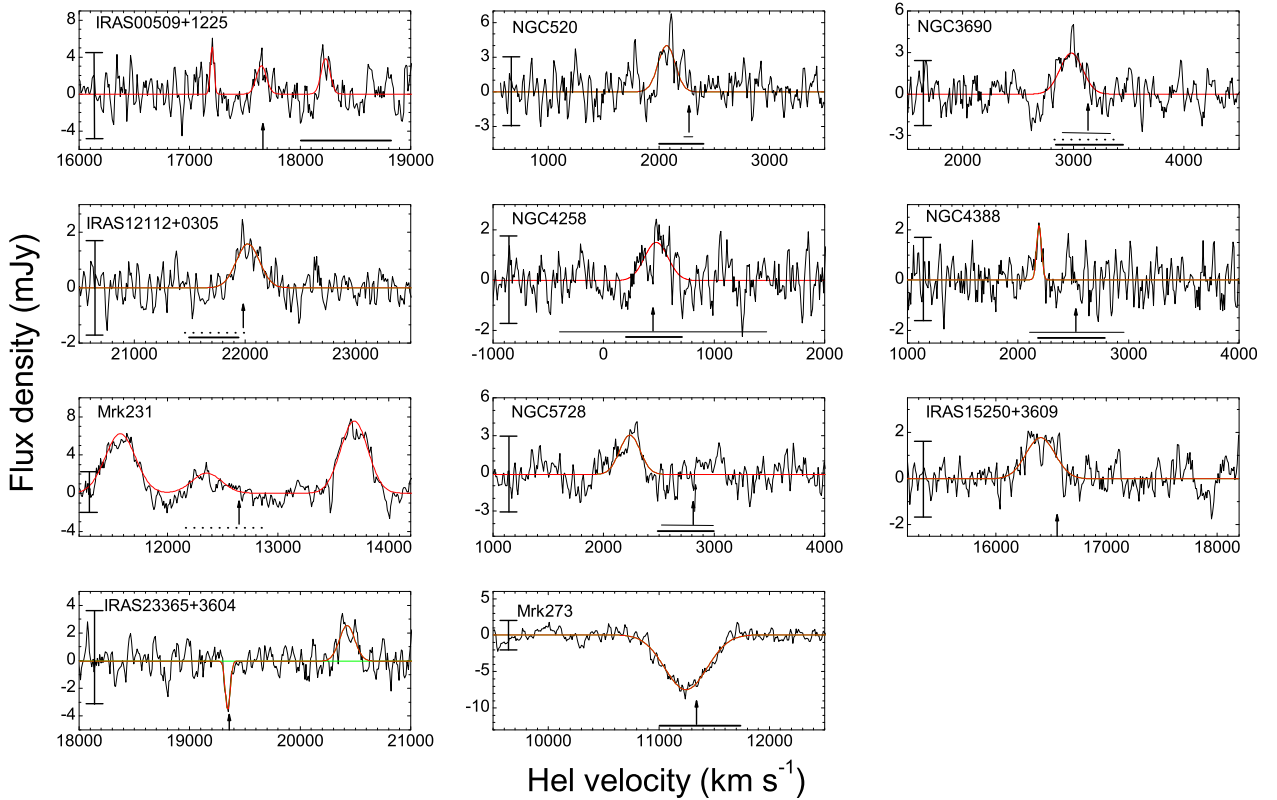 IRAS00509+1225
8
4
0
-4
16000 17000 18000 19000
NGC520
6
3
0
-3
1000 2000 3000
NGC3690
6
3
0
-3
2000 3000 4000
IRAS12112+0305
2
0
-2
21000 22000 23000
NGC4258
2
0
-2
-1000 0 1000 2000
NGC4388
2
0
-2
1000 2000 3000 4000
Mrk231
8
4
0
-4
12000 13000 14000
NGC5728
6
3
0
-3
1000 2000 3000 4000
IRAS15250+3609
2
0
-2
16000 17000 18000
IRAS23365+3604
4
2
0
-2
-4
18000 19000 20000 21000
Mrk273
5
0
-5
-10
10000 11000 12000
Flux density (mJy)
Hel velocity (km s-1)